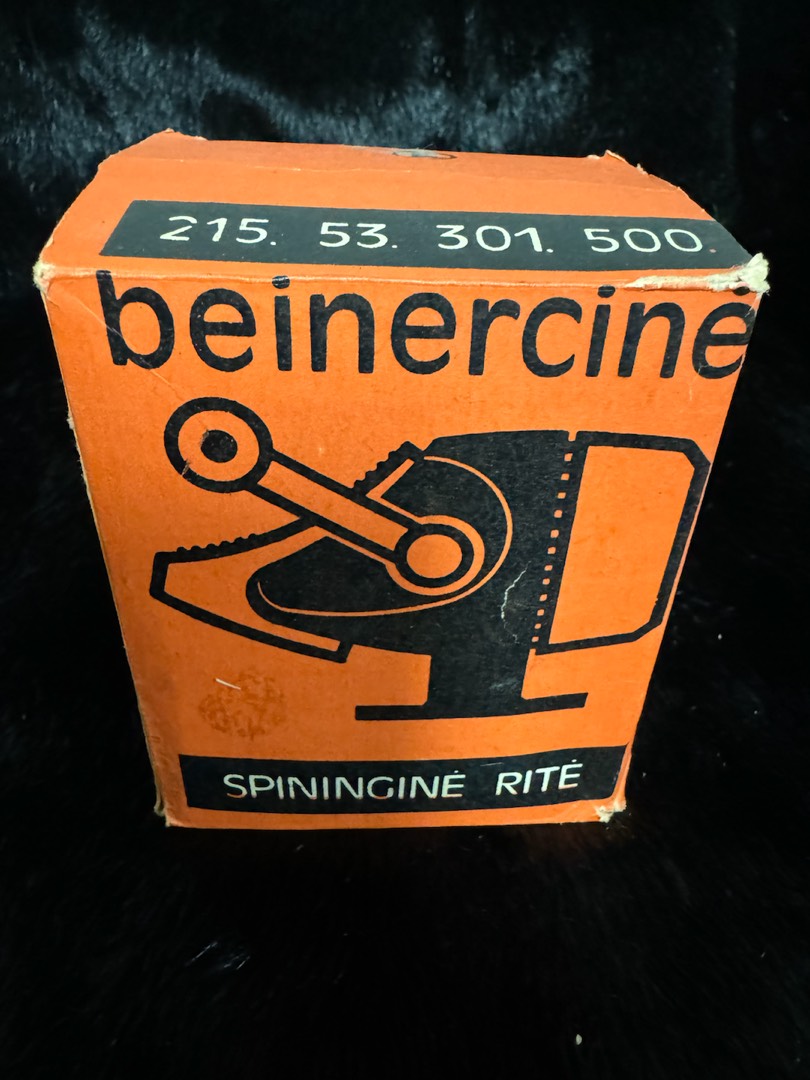 215. 53. 301. 500.
beinercinė
SPININGINĖ RITĖ